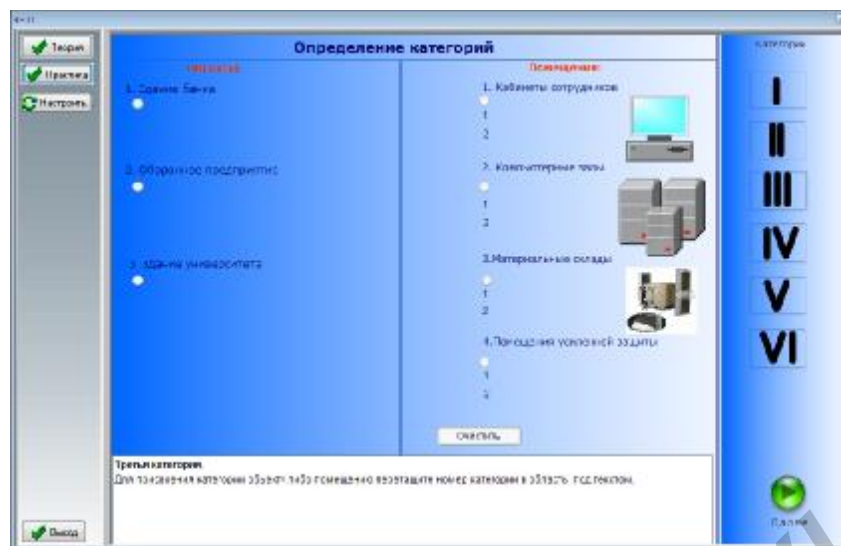 Теория
Практика
Настроить
Выход
Определение категорий
1. Здание банка
2. Оборонное предприятие
3. Здание университета
Помещения:
1. Кабинеты сотрудников
1
2
2. Компьютерные залы
1
2
3.Материальные склады
1
2
4.Помещения усиленной защиты
1
2
Очистить
Третья категория
Для присвоения категории объекту либо помещению перетащите номер категории в область под текстом.
Категории
I
II
III
IV
V
VI
Далее